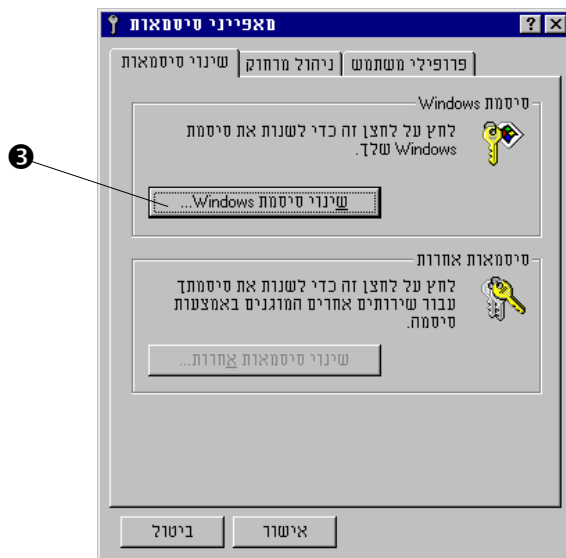 מאפייני סיסמאות
שינוי סיסמאות
ניהול מרחוק
פרופילי משתמש
סיסמת Windows
לחץ על לחצן זה כדי לשנות את סיסמת
Windows שלך.
❸
שינוי סיסמת Windows...
סיסמאות אחרות
לחץ על לחצן זה כדי לשנות את סיסמתך
עבור שירותים אחרים המוגנים באמצעות
סיסמה.
שינוי סיסמאות אחרות...
אישור
ביטול